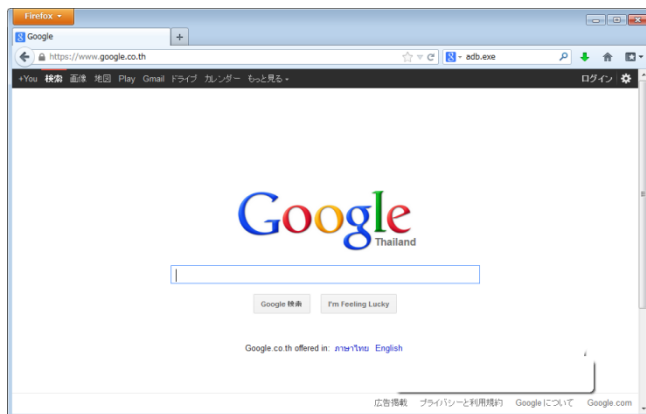 Firefox
Google
https://www.google.co.th
adb.exe
+You 検索 画像 地図 Play Gmail ドライブ カレンダー もっと見る
ログイン
Google
Thailand
Google 検索
I'm Feeling Lucky
Google.co.th offered in: ภาษาไทย English
広告掲載 プライバシーと利用規約 Google について Google.com